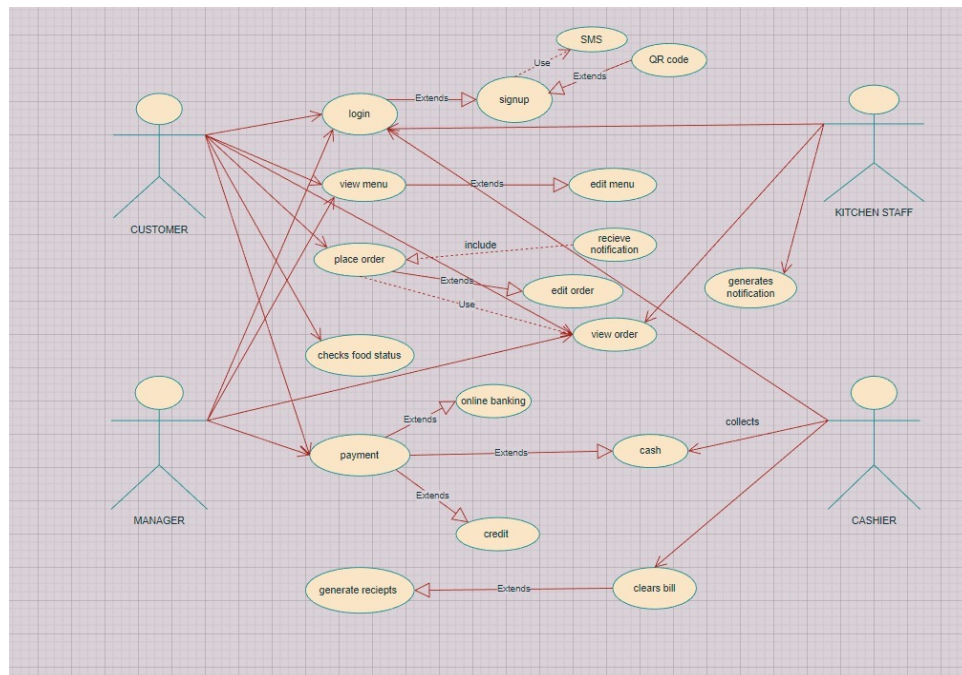 SMS
Use
QR code
Extends
Extends
signup
login
view menu
Extends
edit menu
CUSTOMER
KITCHEN STAFF
include
recieve
notification
place order
Extends
edit order
generates
notification
Use
view order
checks food status
online banking
Extends
collects
payment
Extends
cash
Extends
MANAGER
CASHIER
credit
generate reciepts
Extends
clears bill